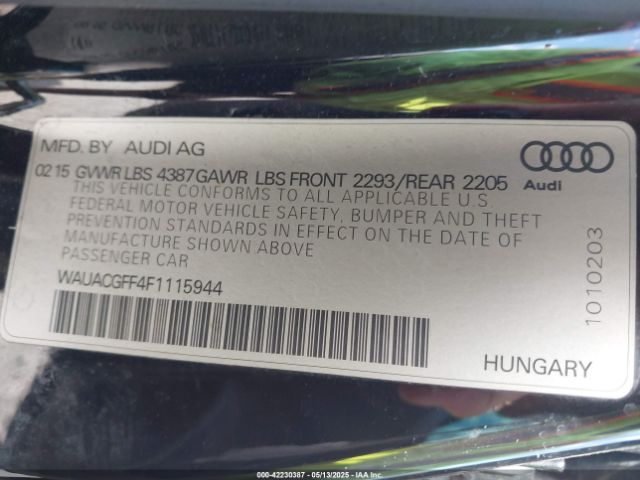 MFD. BY AUDI AG
02 15 GVWR LBS 4387 GAWR LBS FRONT 2293/REAR 2205
THIS VEHICLE CONFORMS TO ALL APPLICABLE U.S.
FEDERAL MOTOR VEHICLE SAFETY, BUMPER AND THEFT
PREVENTION STANDARDS IN EFFECT ON THE DATE OF
MANUFACTURE SHOWN ABOVE
PASSENGER CAR
WAUACGFF4F1115944
Audi
1010203
HUNGARY
©2000 - 42230387 - 05/13/2025 - IAA Inc.